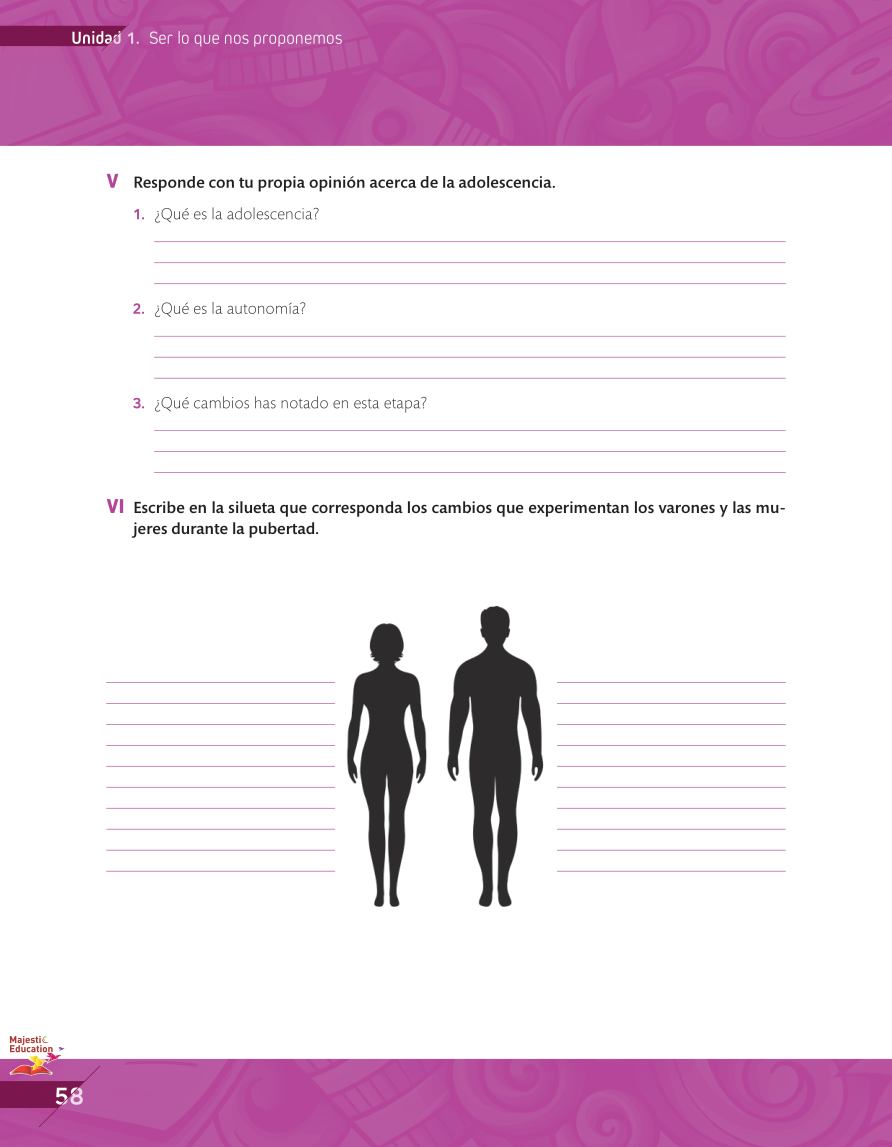 Unidad 1. Ser lo que nos proponemos
V Responde con tu propia opinión acerca de la adolescencia.
1. ¿Qué es la adolescencia?
2. ¿Qué es la autonomía?
3. ¿Qué cambios has notado en esta etapa?
VI Escribe en la silueta que corresponda los cambios que experimentan los varones y las mu-
jeres durante la pubertad.
Majestic
Education
58